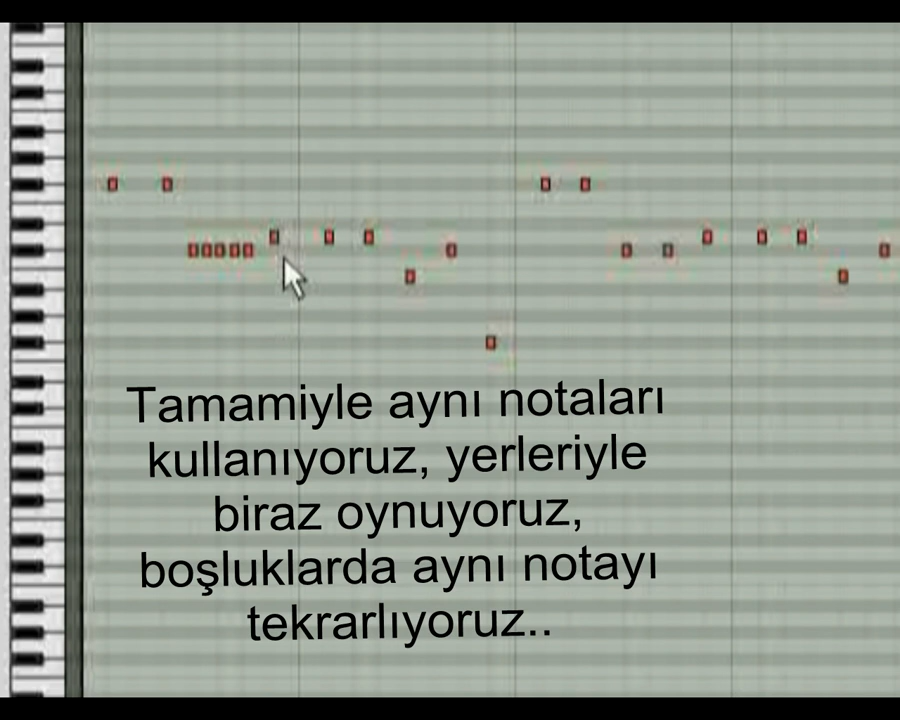 Tamamiyle aynı notaları
kullanıyoruz, yerleriyle
biraz oynuyoruz,
boşluklarda aynı notayı
tekrarlıyoruz..